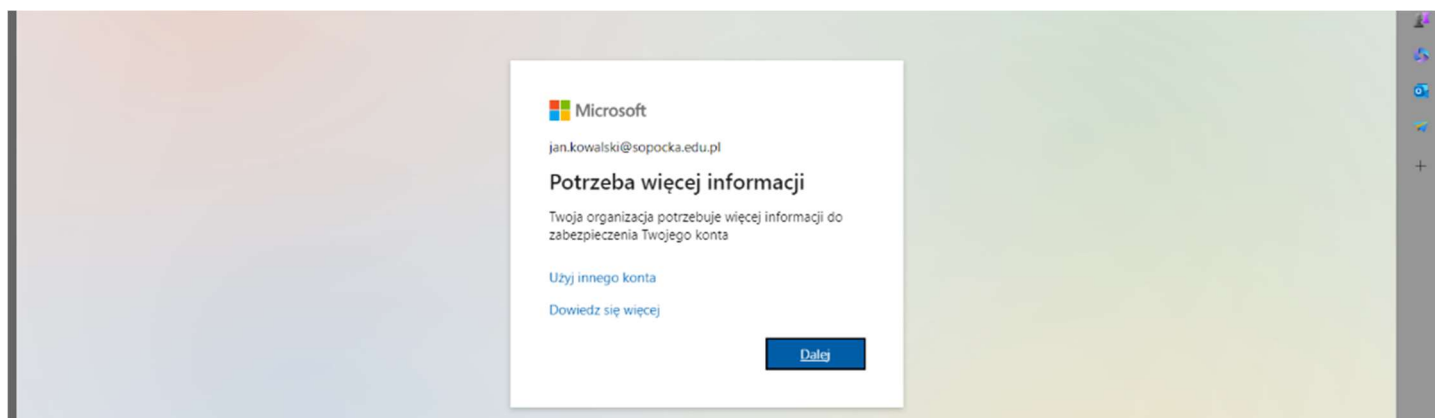 Microsoft
jan.kowalski@sopocka.edu.pl
Potrzeba więcej informacji
Twoja organizacja potrzebuje więcej informacji do
zabezpieczenia Twojego konta
Użyj innego konta
Dowiedz się więcej
Dalej